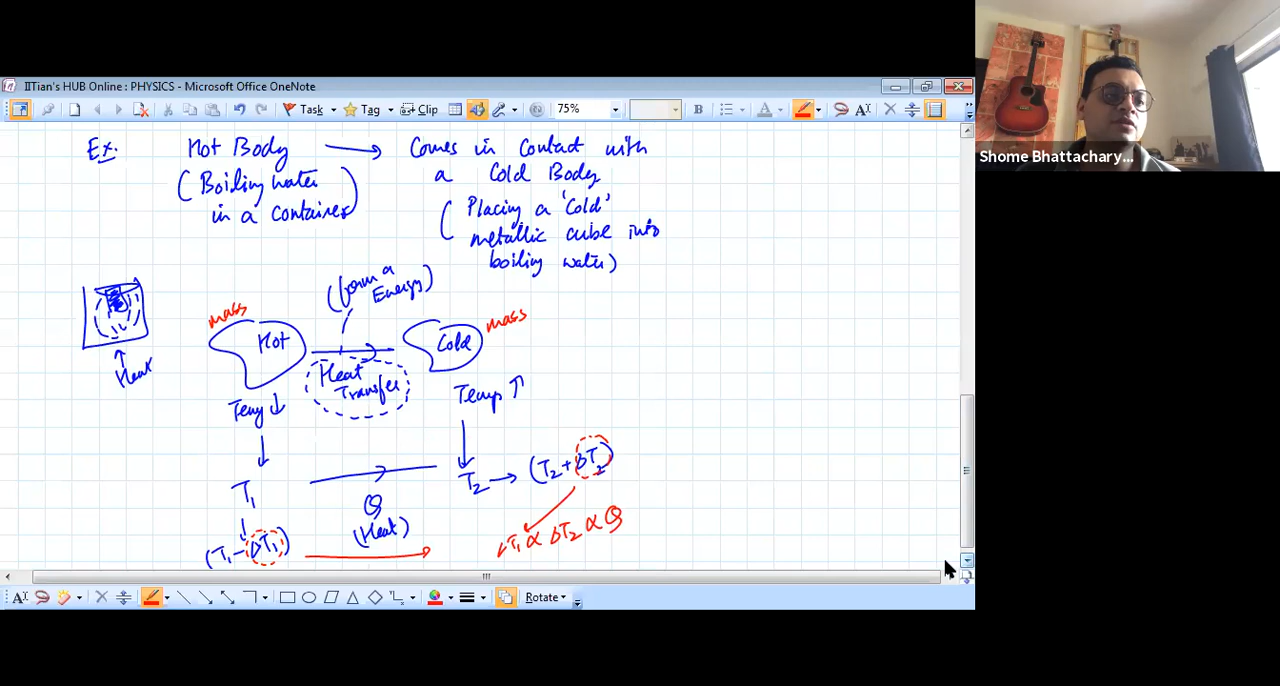 IITian's HUB Online : PHYSICS - Microsoft Office OneNote
Task Tag Clip 75% B A
Shome Bhattachary...
Ex. Hot Body → Comes in Contact with
(Boiling water a Cold Body
in a container) (Placing a 'Cold'
metallic cube into
boiling water)
(form a
Energy)
mass mass
Hot Cold
Heat
Transfer
Heat
Temp ↓ Temp ↑
T₁ T₂ → (T₂ + ΔT₂)
Q
(Heat)
(T₁ - ΔT₁) ΔT₁ ∝ ΔT₂ ∝ Q
Rotate